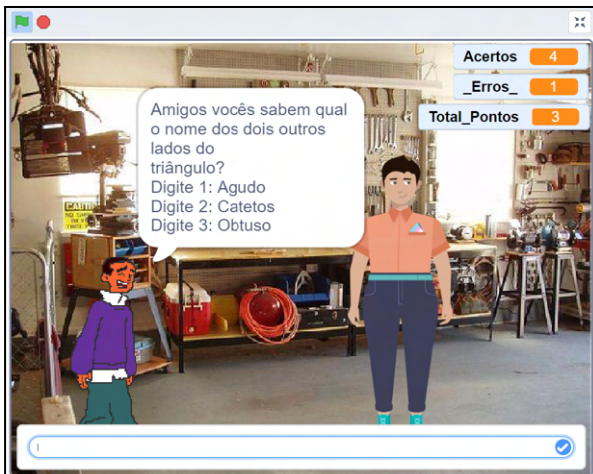 Acertos 4
_Erros_ 1
Total_Pontos 3
Amigos vocês sabem qual
o nome dos dois outros
lados do
triângulo?
Digite 1: Agudo
Digite 2: Catetos
Digite 3: Obtuso
CAUTION